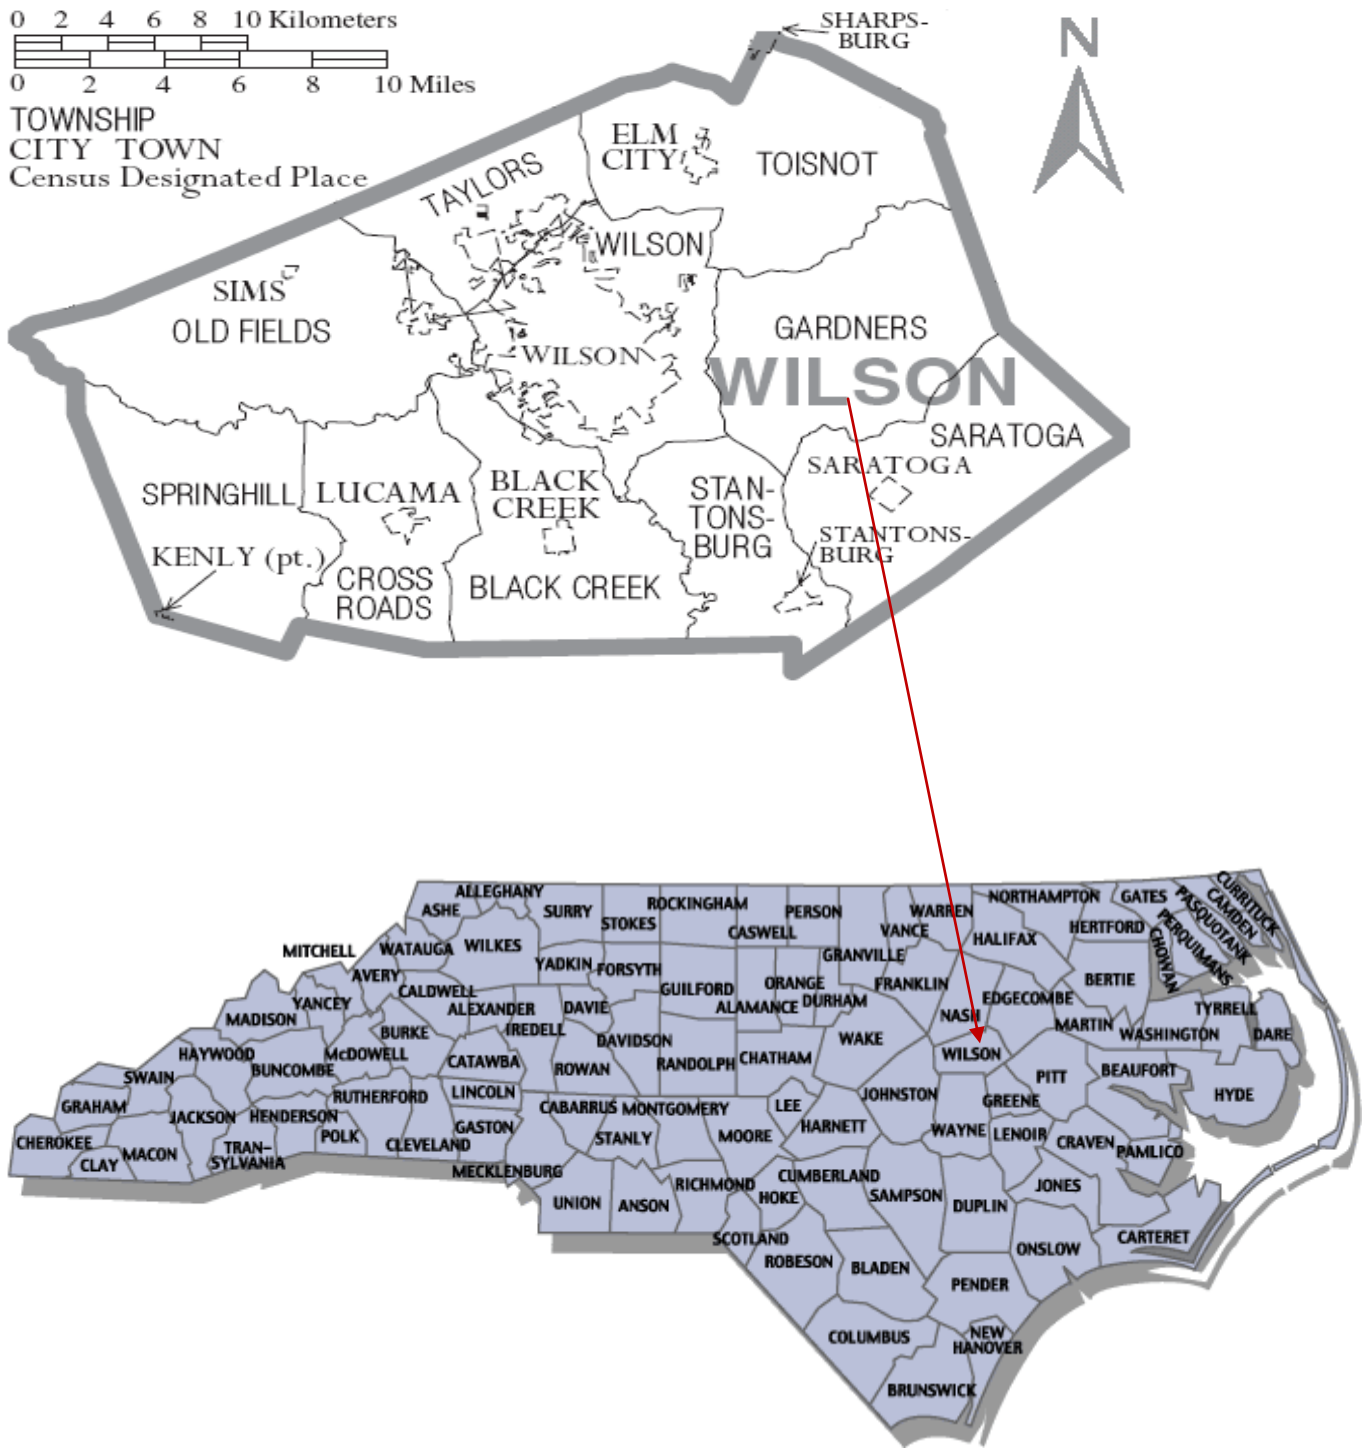 0 2 4 6 8 10 Kilometers
0 2 4 6 8 10 Miles
TOWNSHIP
CITY TOWN
Census Designated Place
SHARPS-
BURG
N
ELM
CITY
TOISNOT
TAYLORS
WILSON
SIMS
OLD FIELDS
WILSON
GARDNERS
WILSON
SARATOGA
SARATOGA
SPRINGHILL
LUCAMA
BLACK
CREEK
STAN-
TONS-
BURG
STANTONS-
BURG
KENLY (pt.)
CROSS
ROADS
BLACK CREEK
ALLEGHANY
ASHE
SURRY
STOKES
ROCKINGHAM
CASWELL
PERSON
VANCE
WARREN
NORTHAMPTON
GATES
CURRITUCK
CAMDEN
PASQUOTANK
PERQUIMANS
CHOWAN
HERTFORD
HALIFAX
MITCHELL
WATAUGA
WILKES
AVERY
YADKIN
FORSYTH
GUILFORD
ORANGE
GRANVILLE
FRANKLIN
BERTIE
CALDWELL
ALEXANDER
DAVIE
ALAMANCE
DURHAM
NASH
EDGECOMBE
MARTIN
WASHINGTON
TYRRELL
DARE
YANCEY
MADISON
BURKE
IREDELL
DAVIDSON
RANDOLPH
CHATHAM
WAKE
WILSON
PITT
BEAUFORT
HYDE
HAYWOOD
BUNCOMBE
McDOWELL
CATAWBA
ROWAN
SWAIN
GRAHAM
JACKSON
HENDERSON
RUTHERFORD
LINCOLN
CABARRUS
MONTGOMERY
LEE
JOHNSTON
GREENE
CHEROKEE
CLAY
MACON
TRAN-
SYLVANIA
POLK
CLEVELAND
GASTON
STANLY
MOORE
HARNETT
WAYNE
LENOIR
CRAVEN
PAMLICO
MECKLENBURG
UNION
ANSON
RICHMOND
HOKE
CUMBERLAND
SAMPSON
DUPLIN
JONES
CARTERET
SCOTLAND
ROBESON
BLADEN
ONSLOW
PENDER
COLUMBUS
NEW
HANOVER
BRUNSWICK